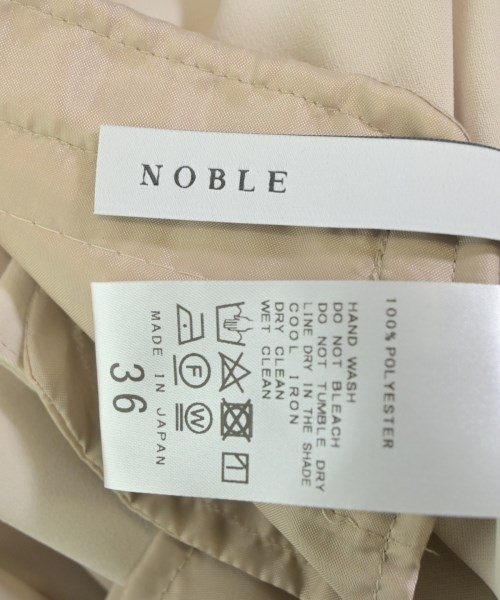 NOBLE
100% POLYESTER
HAND WASH
DO NOT BLEACH
DO NOT TUMBLE DRY
LINE DRY IN THE SHADE
COOL IRON
DRY CLEAN
WET CLEAN
F
W
MADE IN JAPAN
36